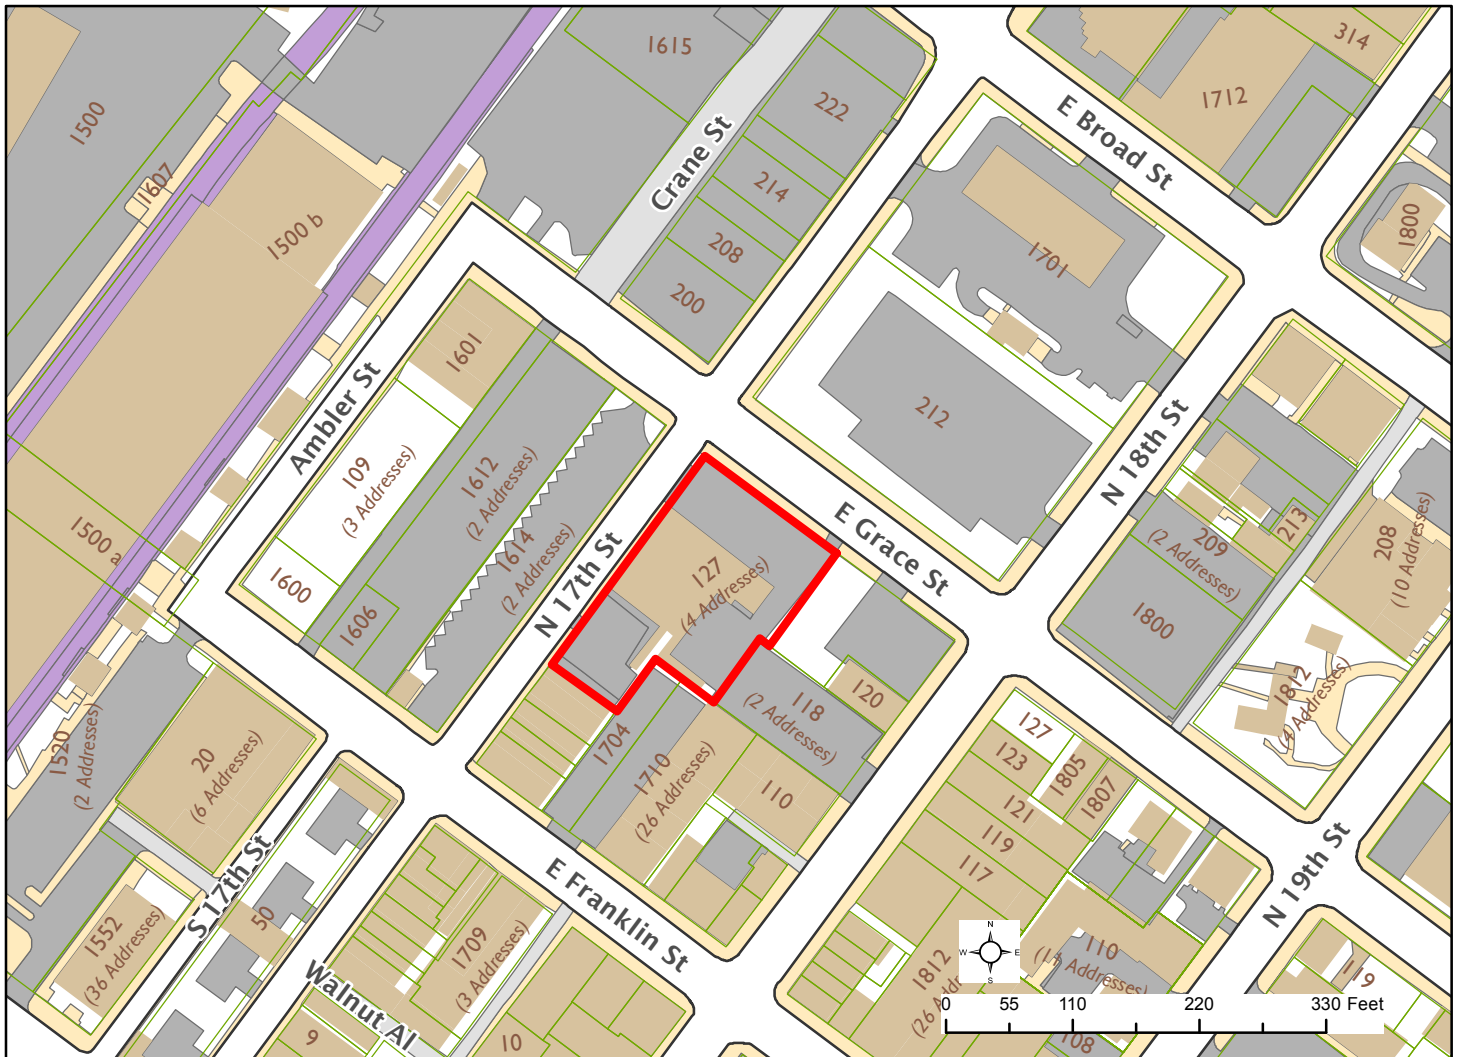 1615
314
E Broad St
1712
222
1500
Crane St
214
1607
1500 b
208
1701
1800
200
1601
Ambler St
212
109
(3 Addresses)
1612
(2 Addresses)
N 18th St
208
(10 Addresses)
213
209
(2 Addresses)
1500 a
1614
(2 Addresses)
E Grace St
127
(4 Addresses)
N 17th St
1600
1606
1800
1812
(4 Addresses)
120
118
(2 Addresses)
1520
(2 Addresses)
20
(6 Addresses)
1704
1710
(26 Addresses)
127
123
1805
1807
110
121
119
117
N 19th St
S 17th St
E Franklin St
50
1552
(36 Addresses)
1709
(3 Addresses)
Walnut Al
1812
110
Addresses)
119
N
W E
S
0 55 110 220 330 Feet
9
10
108